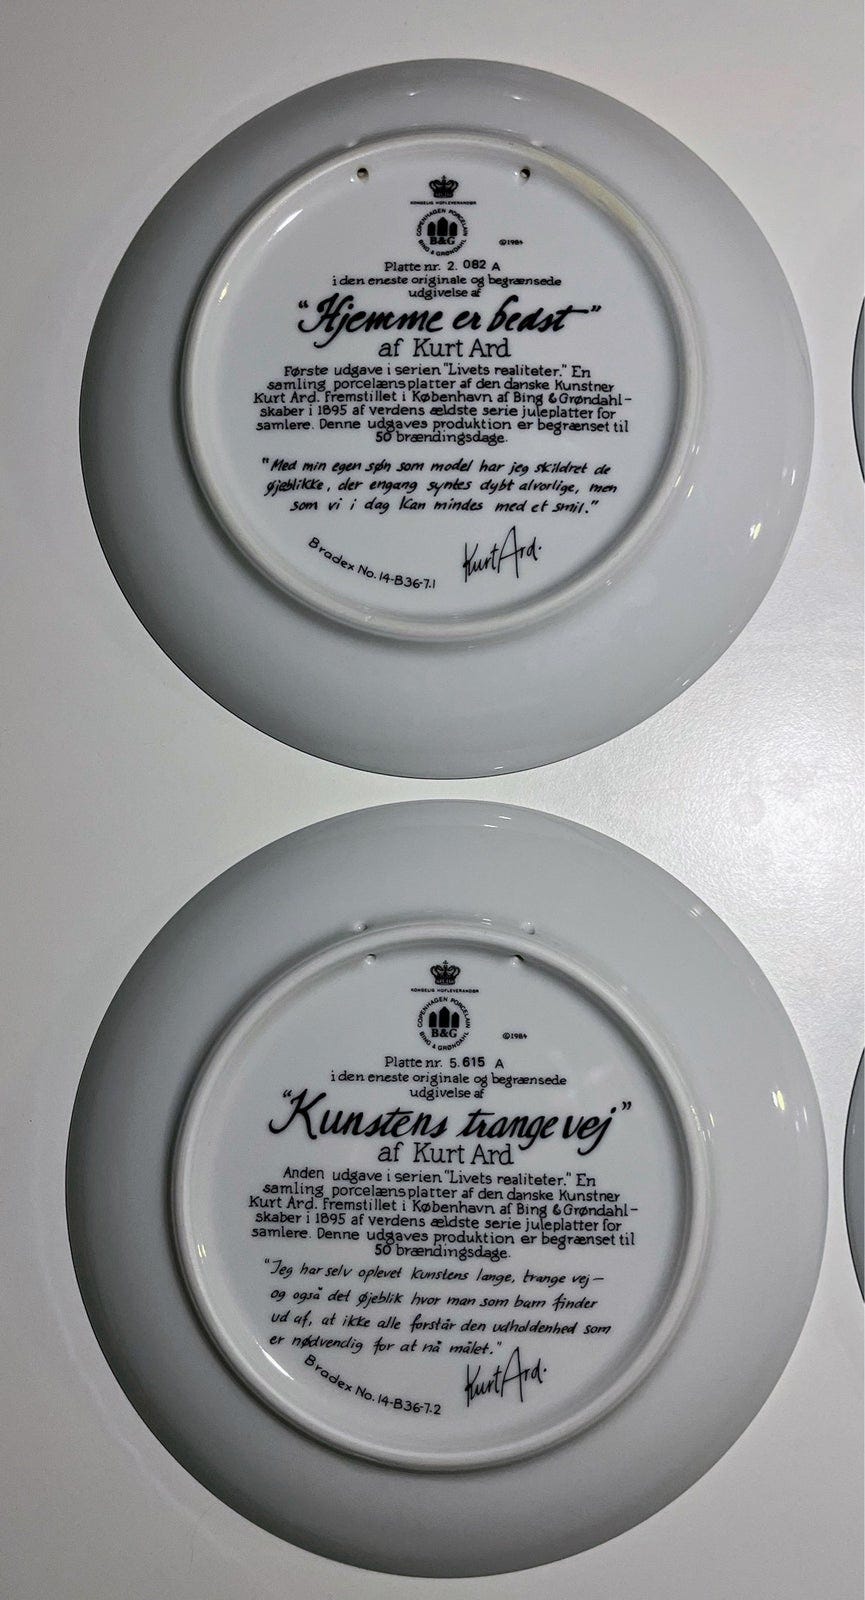 KONGELIG HOFLEVERANDØR
COPENHAGEN PORCELAIN
B&G
BING & GRØNDAHL
©1984
Platte nr. 2. 082 A
i den eneste originale og begrænsede
udgivelse af
"Hjemme er bedst"
af Kurt Ard
Første udgave i serien "Livets realiteter." En
samling porcelænsplatter af den danske Kunstner
Kurt Ard. Fremstillet i København af Bing & Grøndahl-
skaber i 1895 af verdens ældste serie juleplatter for
samlere. Denne udgaves produktion er begrænset til
50 brændingsdage.
"Med min egen søn som model har jeg skildret de
øjeblikke, der engang syntes dybt alvorlige, men
som vi i dag kan mindes med et smil."
Bradex No. 14-B36-7.1
Kurt Ard.
KONGELIG HOFLEVERANDØR
COPENHAGEN PORCELAIN
B&G
BING & GRØNDAHL
©1984
Platte nr. 5. 615 A
i den eneste originale og begrænsede
udgivelse af
"Kunstens trange vej"
af Kurt Ard
Anden udgave i serien "Livets realiteter." En
samling porcelænsplatter af den danske Kunstner
Kurt Ard. Fremstillet i København af Bing & Grøndahl-
skaber i 1895 af verdens ældste serie juleplatter for
samlere. Denne udgaves produktion er begrænset til
50 brændingsdage.
"Jeg har selv oplevet kunstens lange, trange vej—
og også det øjeblik hvor man som barn finder
ud af, at ikke alle forstår den udholdenhed som
er nødvendig for at nå målet."
Bradex No. 14-B36-7.2
Kurt Ard.